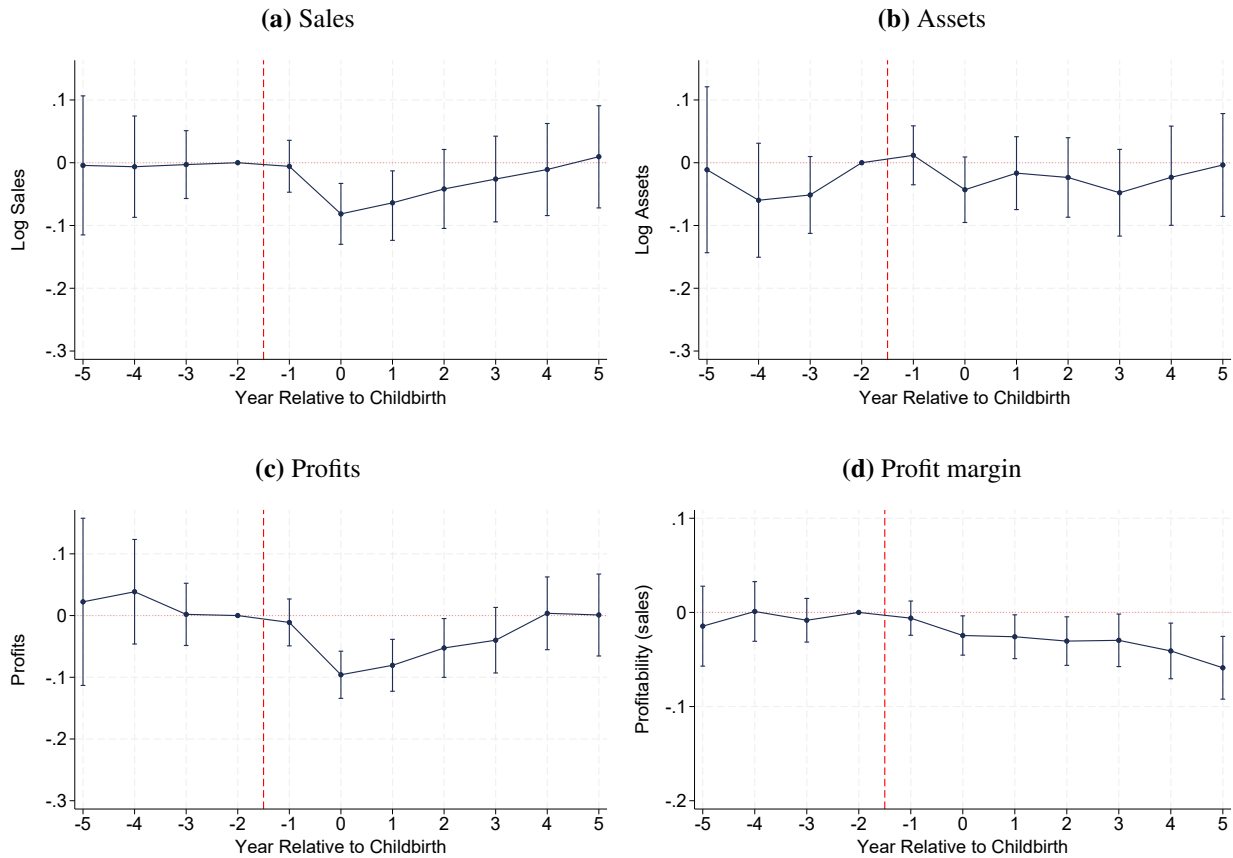 (a) Sales
.1
0
-.1
-.2
-.3
Log Sales
-5 -4 -3 -2 -1 0 1 2 3 4 5
Year Relative to Childbirth
(b) Assets
.1
0
-.1
-.2
-.3
Log Assets
-5 -4 -3 -2 -1 0 1 2 3 4 5
Year Relative to Childbirth
(c) Profits
.1
0
-.1
-.2
-.3
Profits
-5 -4 -3 -2 -1 0 1 2 3 4 5
Year Relative to Childbirth
(d) Profit margin
.1
0
-.1
-.2
Profitability (sales)
-5 -4 -3 -2 -1 0 1 2 3 4 5
Year Relative to Childbirth